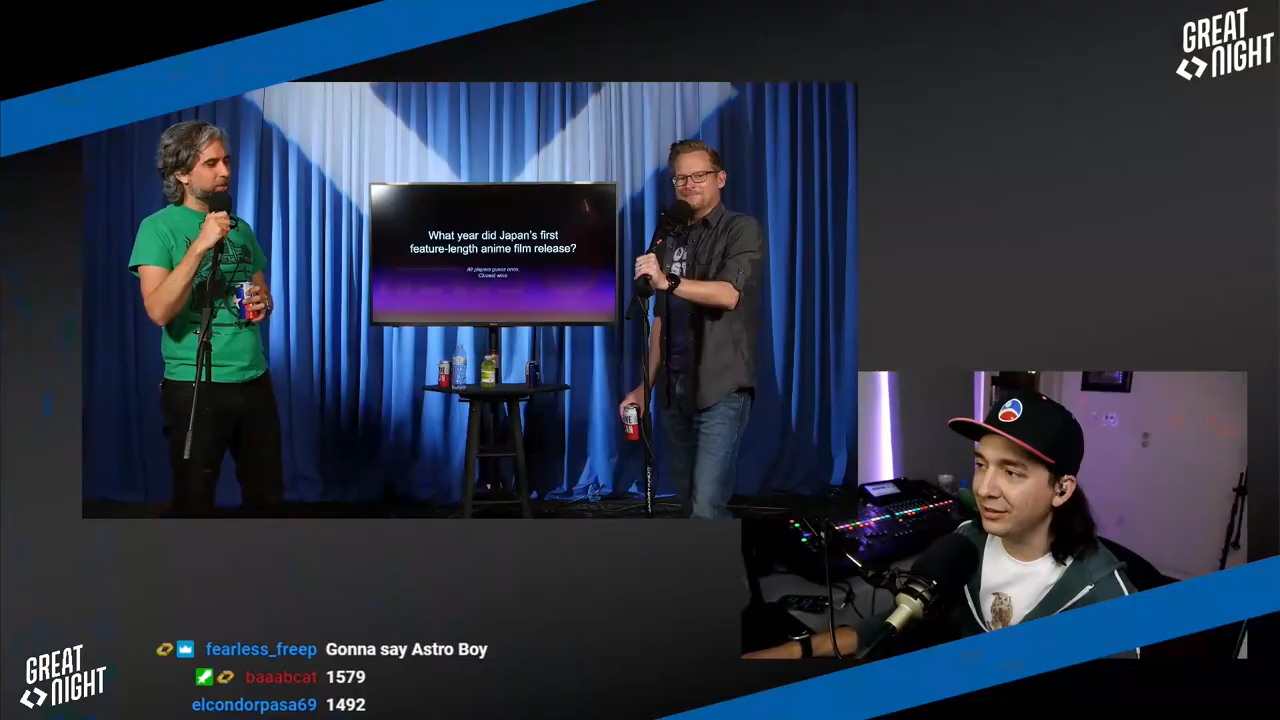 GREAT
NIGHT
What year did Japan's first
feature-length anime film release?
All players guess once.
Closest wins.
GREAT
NIGHT
fearless_freep Gonna say Astro Boy
baaabcat 1579
elcondorpasa69 1492